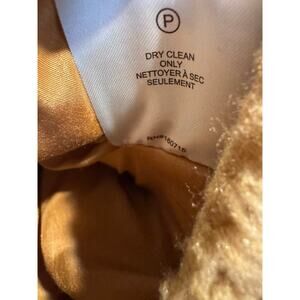 P
DRY CLEAN
ONLY
NETTOYER À SEC
SEULEMENT